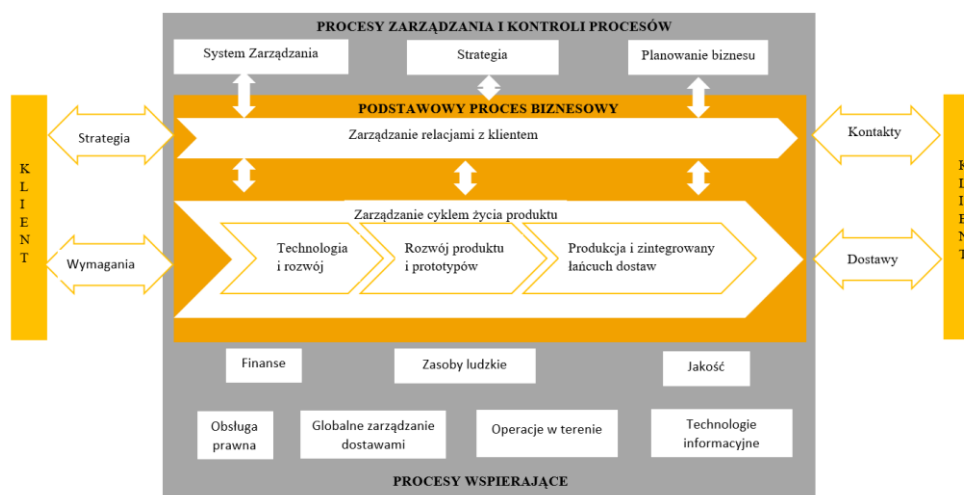 PROCESY ZARZĄDZANIA I KONTROLI PROCESÓW
System Zarządzania
Strategia
Planowanie biznesu
PODSTAWOWY PROCES BIZNESOWY
Zarządzanie relacjami z klientem
Strategia
Kontakty
KLIENT
KLIENT
Zarządzanie cyklem życia produktu
Technologia
i rozwój
Rozwój produktu
i prototypów
Produkcja i zintegrowany
łańcuch dostaw
Wymagania
Dostawy
Finanse
Zasoby ludzkie
Jakość
Obsługa
prawna
Globalne zarządzanie
dostawami
Operacje w terenie
Technologie
informacyjne
PROCESY WSPIERAJĄCE